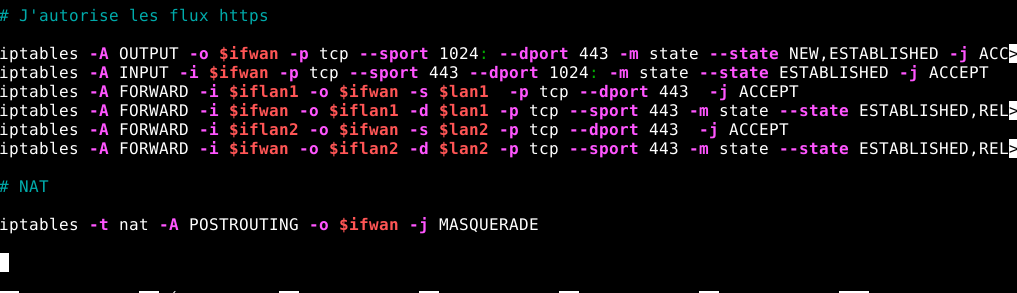 # J'autorise les flux https
iptables -A OUTPUT -o $ifwan -p tcp --sport 1024: --dport 443 -m state --state NEW,ESTABLISHED -j ACC>
iptables -A INPUT -i $ifwan -p tcp --sport 443 --dport 1024: -m state --state ESTABLISHED -j ACCEPT
iptables -A FORWARD -i $iflan1 -o $ifwan -s $lan1  -p tcp --dport 443  -j ACCEPT
iptables -A FORWARD -i $ifwan -o $iflan1 -d $lan1 -p tcp --sport 443 -m state --state ESTABLISHED,REL>
iptables -A FORWARD -i $iflan2 -o $ifwan -s $lan2 -p tcp --dport 443  -j ACCEPT
iptables -A FORWARD -i $ifwan -o $iflan2 -d $lan2 -p tcp --sport 443 -m state --state ESTABLISHED,REL>
# NAT
iptables -t nat -A POSTROUTING -o $ifwan -j MASQUERADE